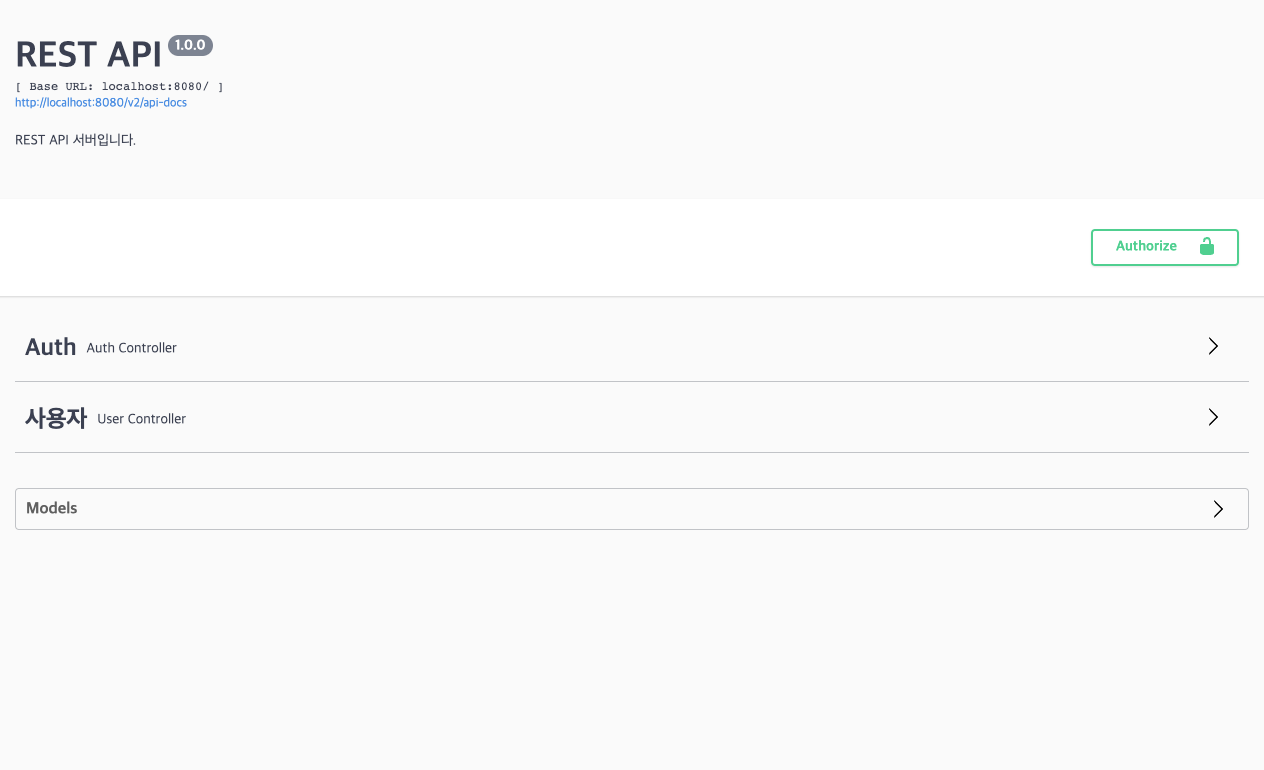 REST API 1.0.0
[ Base URL: localhost:8080/ ]
http://localhost:8080/v2/api-docs
REST API 서버입니다.
Authorize
Auth Auth Controller
사용자 User Controller
Models